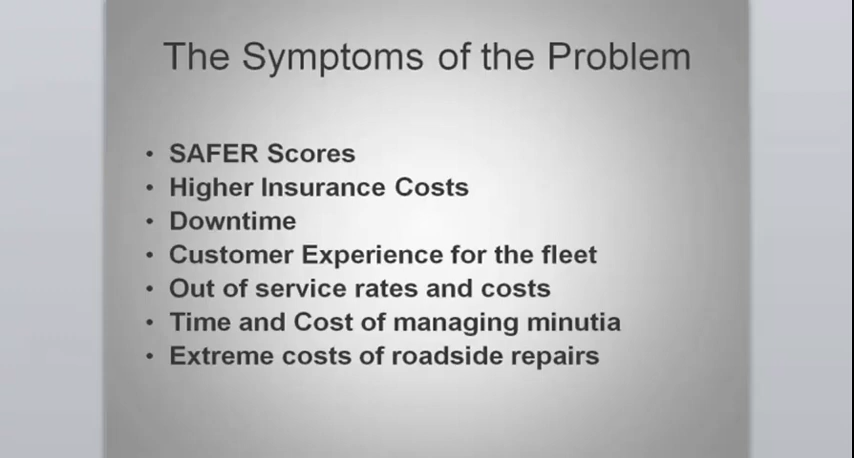 The Symptoms of the Problem
• SAFER Scores
• Higher Insurance Costs
• Downtime
• Customer Experience for the fleet
• Out of service rates and costs
• Time and Cost of managing minutia
• Extreme costs of roadside repairs